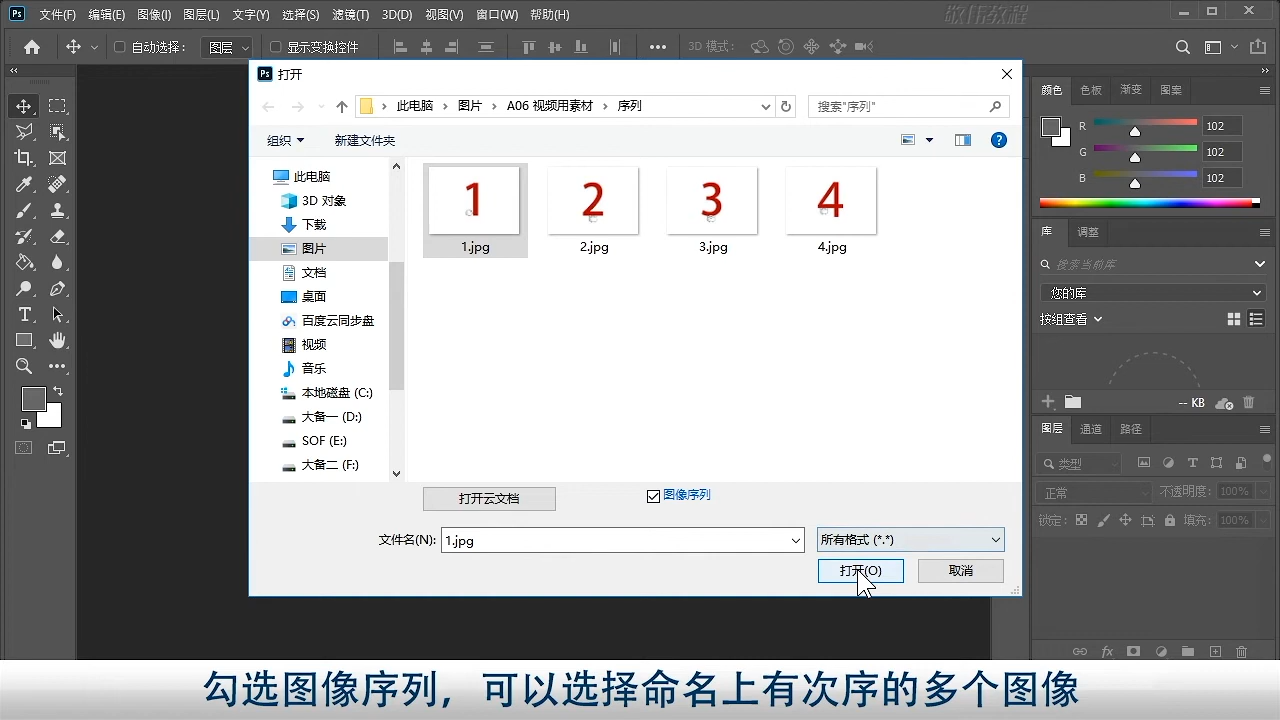 Ps 文件(F) 编辑(E) 图像(I) 图层(L) 文字(Y) 选择(S) 滤镜(T) 3D(D) 视图(V) 窗口(W) 帮助(H)
敬伟教程
自动选择: 图层 显示变换控件 3D 模式:
Ps 打开
此电脑 图片 A06 视频用素材 序列
搜索"序列"
组织 新建文件夹
此电脑
3D 对象
下载
图片
文档
桌面
百度云同步盘
视频
音乐
本地磁盘 (C:)
大备一 (D:)
SOF (E:)
大备二 (F:)
1 2 3 4
1.jpg 2.jpg 3.jpg 4.jpg
打开云文档
图像序列
文件名(N): 1.jpg
所有格式 (*.*)
打开(O) 取消
颜色 色板 渐变 图案
R 102
G 102
B 102
库 调整
搜索当前库
您的库
按组查看
-- KB
图层 通道 路径
类型
正常 不透明度: 100%
锁定: 填充: 100%
fx
勾选图像序列，可以选择命名上有次序的多个图像